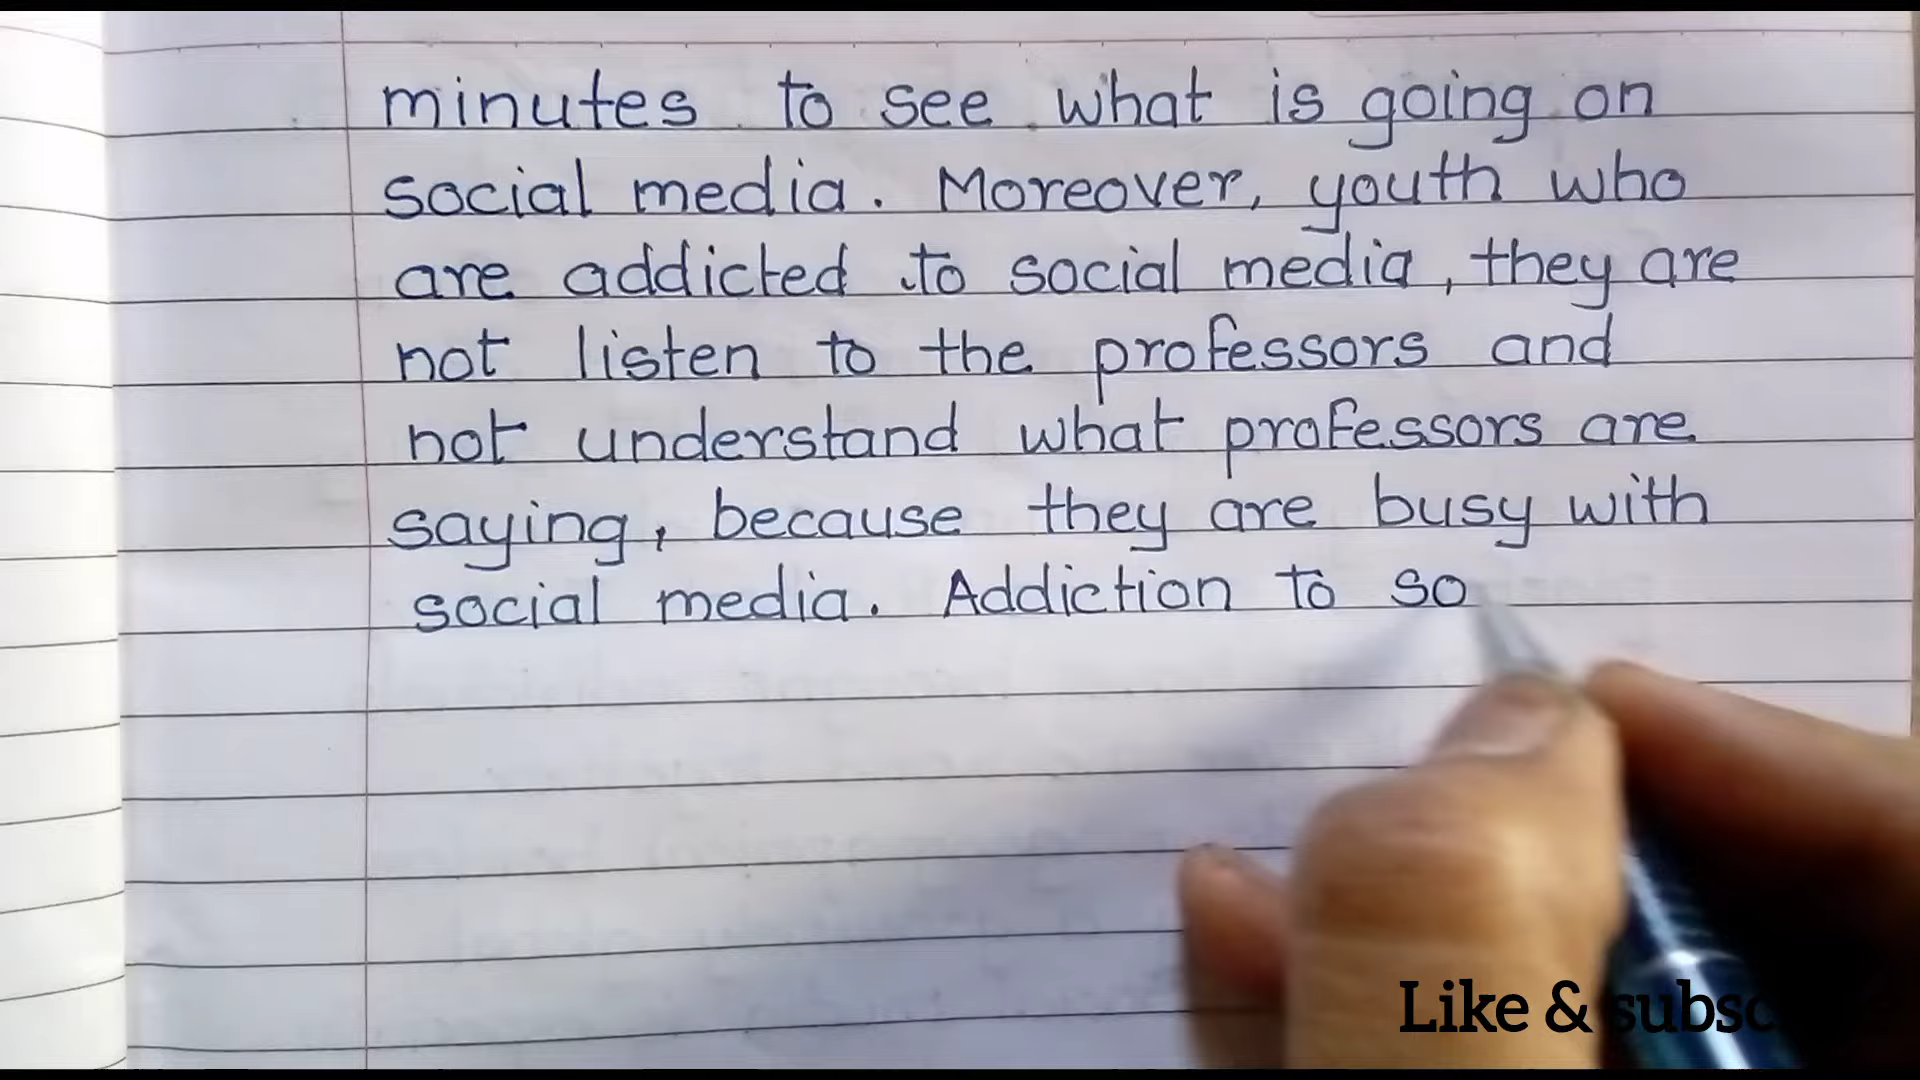 minutes to see what is going on
social media. Moreover, youth who
are addicted to social media, they are
not listen to the professors and
not understand what professors are
saying, because they are busy with
social media. Addiction to so
Like & subsc